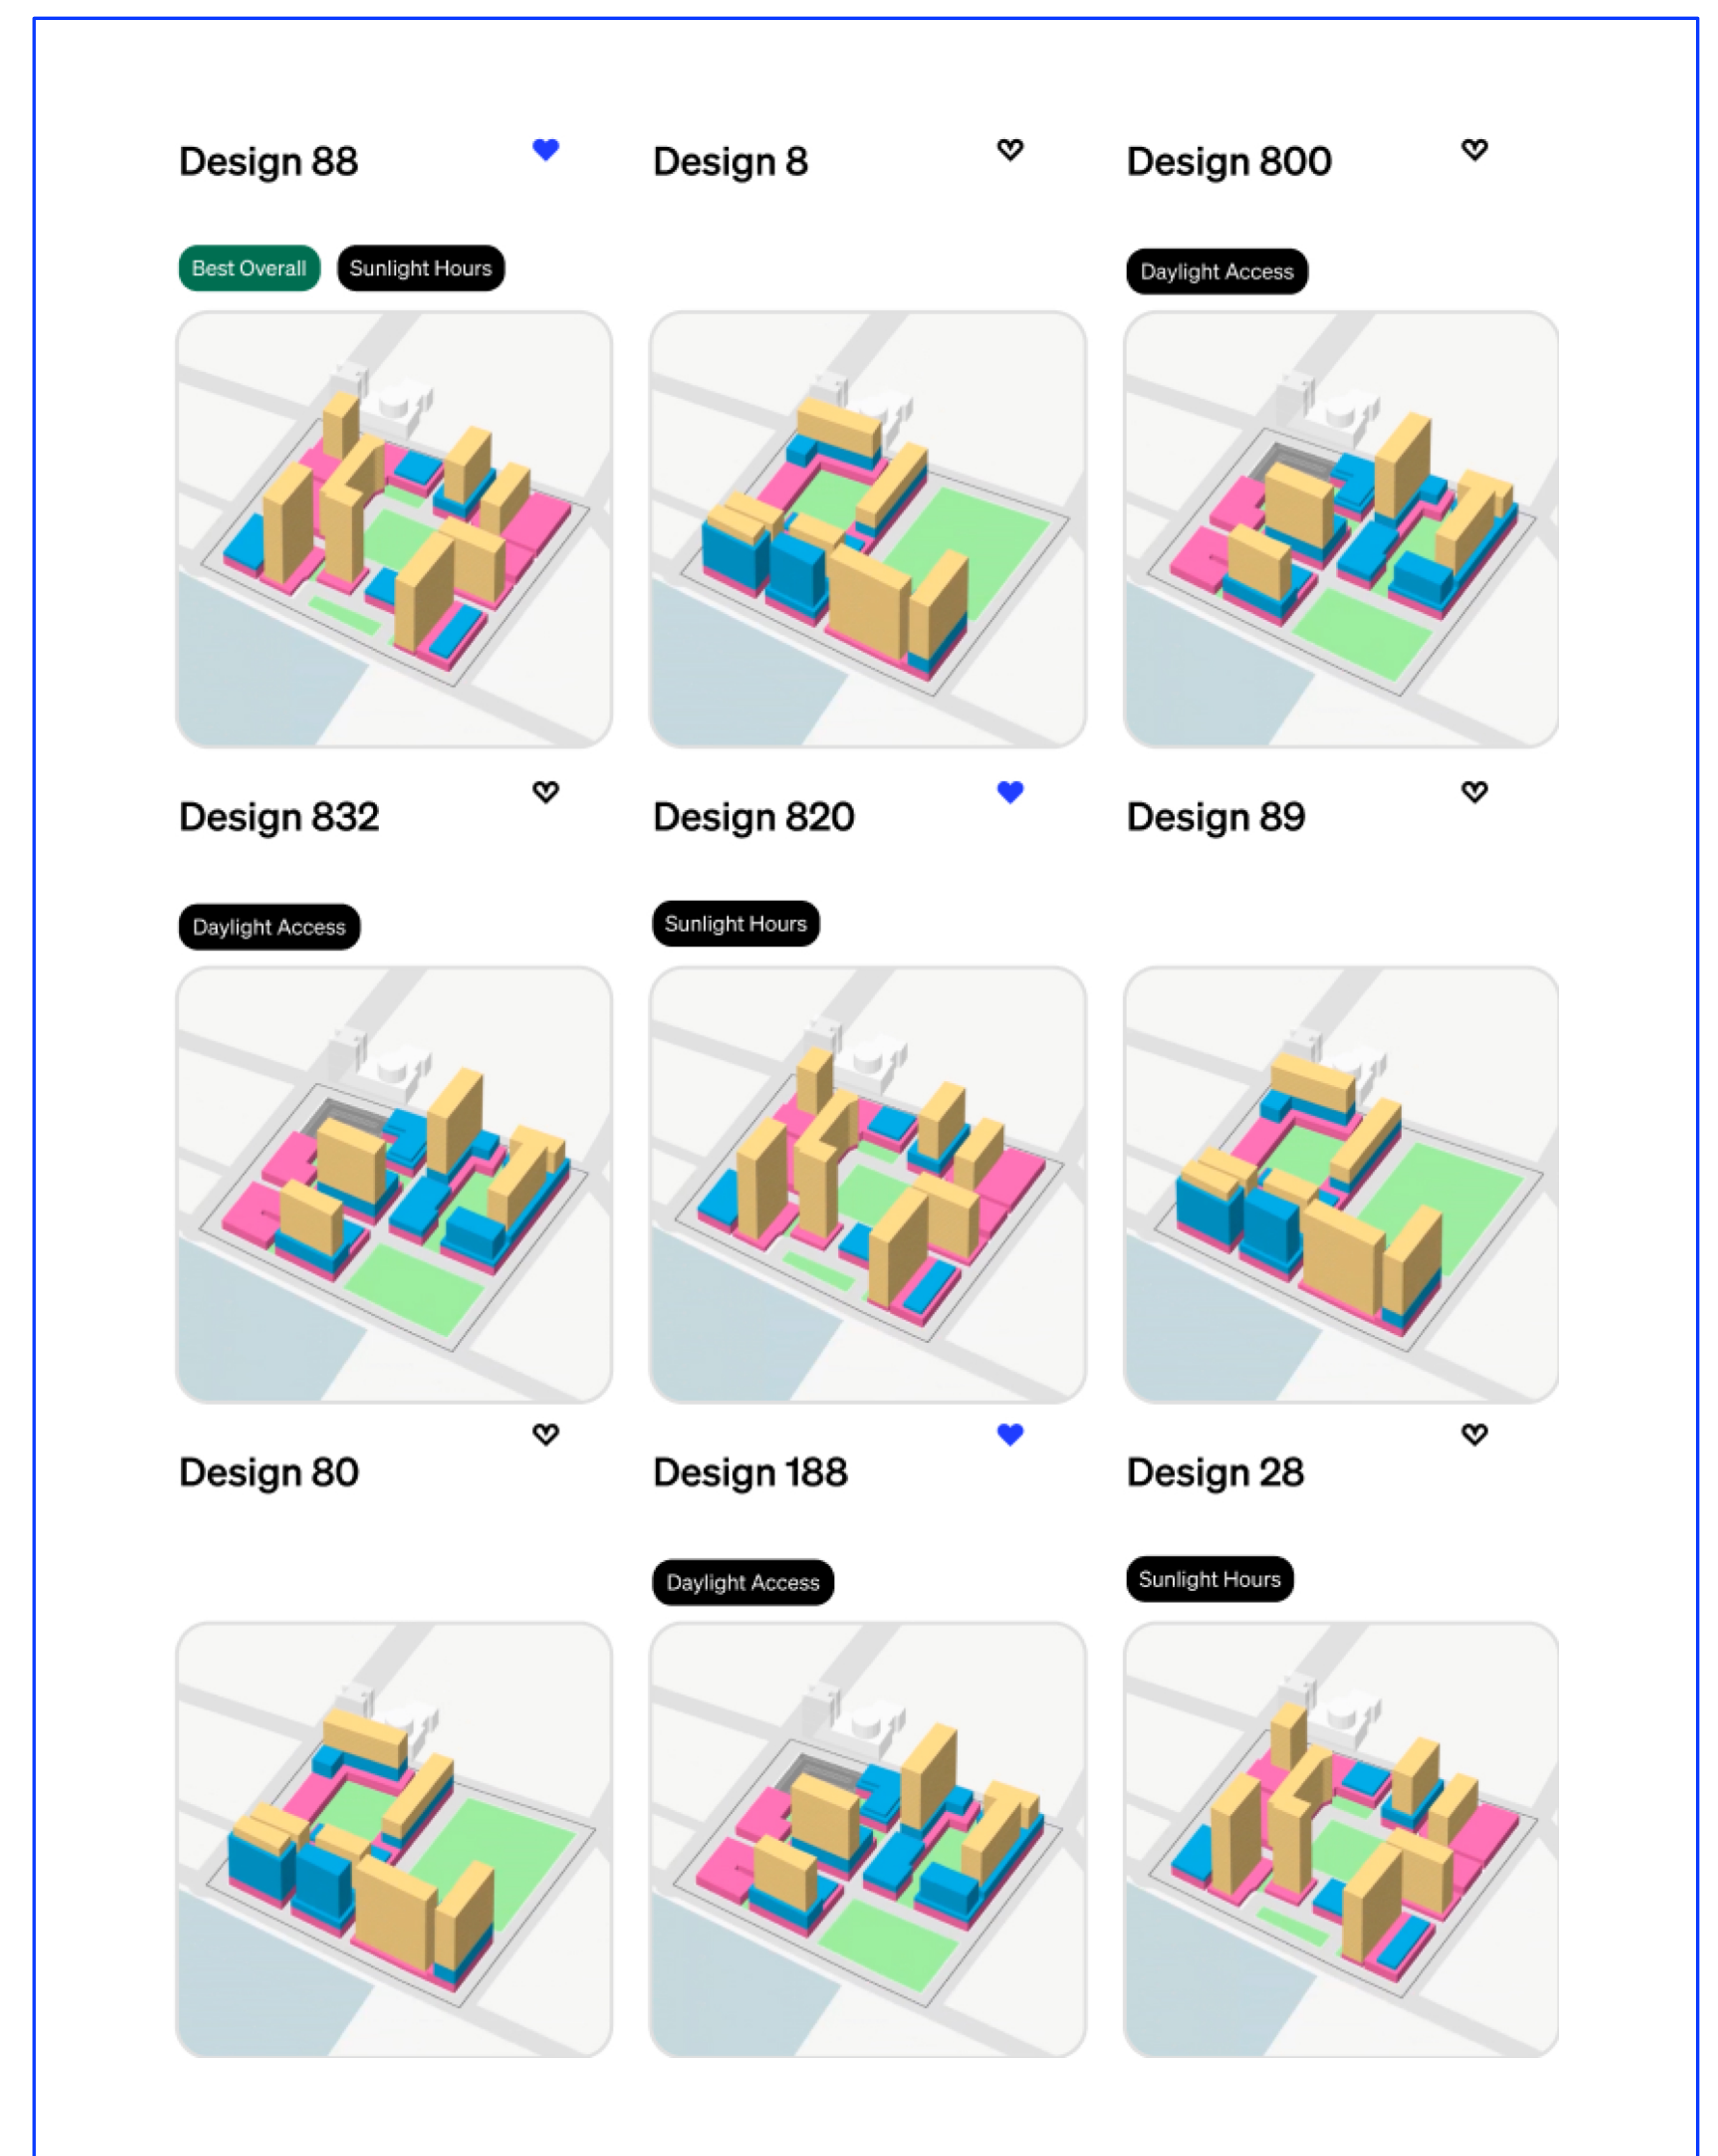 Design 88
Design 8
Design 800
Best Overall
Sunlight Hours
Daylight Access
Design 832
Design 820
Design 89
Daylight Access
Sunlight Hours
Design 80
Design 188
Design 28
Daylight Access
Sunlight Hours